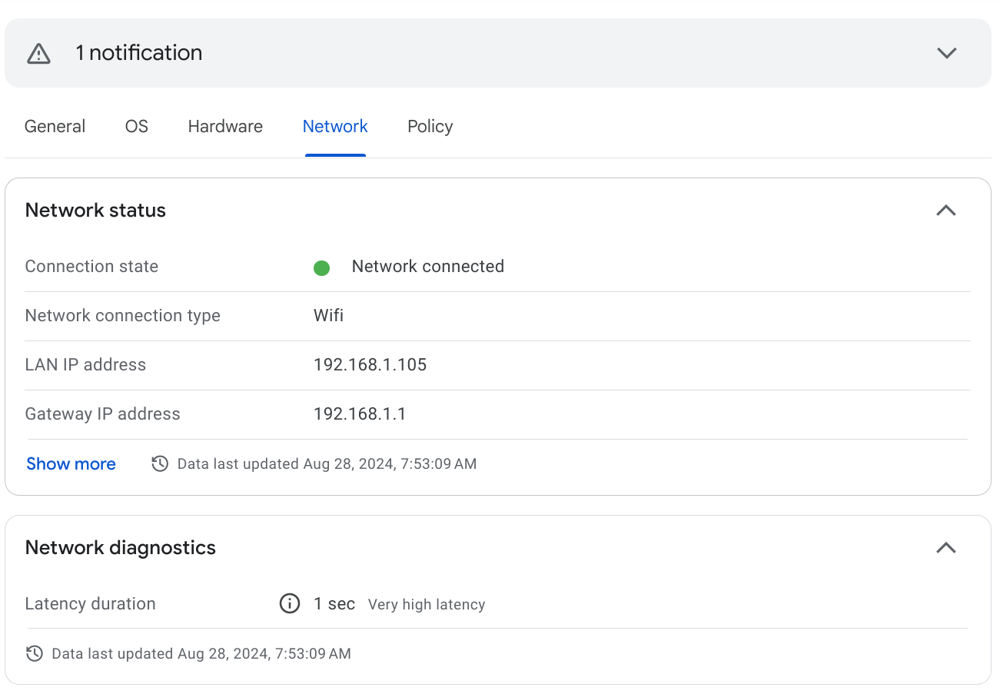 1 notification
General OS Hardware Network Policy
Network status
Connection state Network connected
Network connection type Wifi
LAN IP address 192.168.1.105
Gateway IP address 192.168.1.1
Show more Data last updated Aug 28, 2024, 7:53:09 AM
Network diagnostics
Latency duration 1 sec Very high latency
Data last updated Aug 28, 2024, 7:53:09 AM